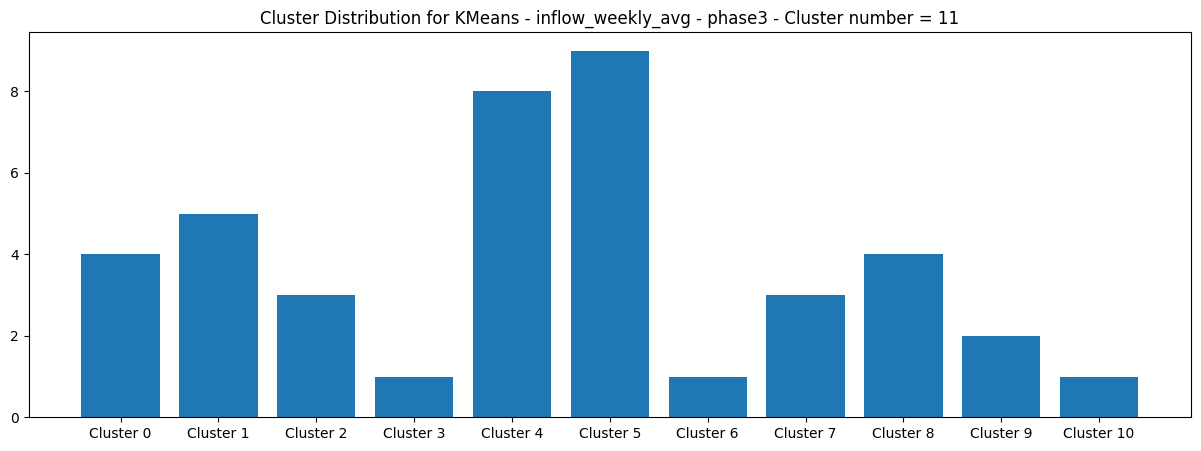 Cluster Distribution for KMeans - inflow_weekly_avg - phase3 - Cluster number = 11
8
6
4
2
0
Cluster 0 Cluster 1 Cluster 2 Cluster 3 Cluster 4 Cluster 5 Cluster 6 Cluster 7 Cluster 8 Cluster 9 Cluster 10